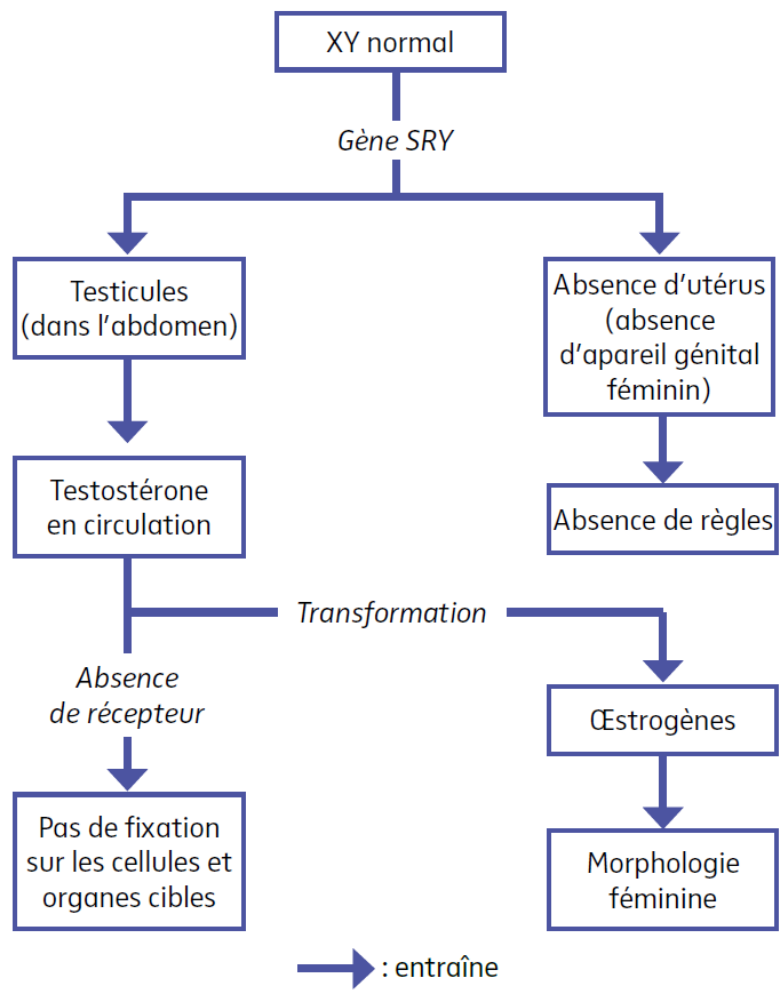 XY normal
Gène SRY
Testicules
(dans l'abdomen)
Absence d'utérus
(absence
d'apareil génital
féminin)
Testostérone
en circulation
Absence de règles
Transformation
Absence
de récepteur
Œstrogènes
Pas de fixation
sur les cellules et
organes cibles
Morphologie
féminine
: entraîne